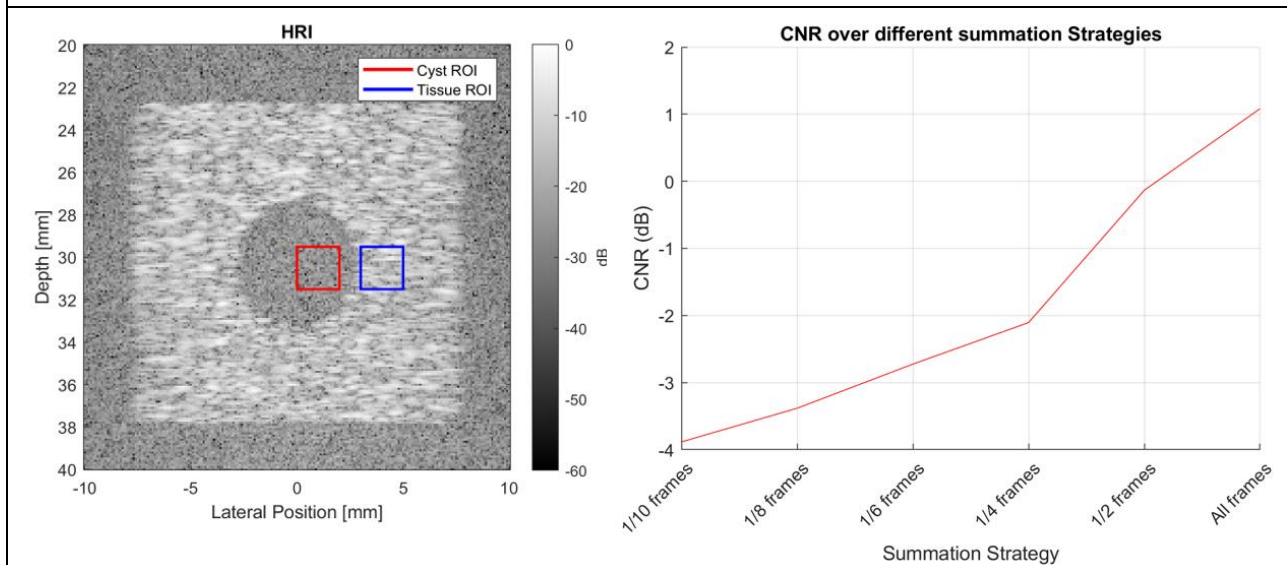 HRI
Cyst ROI
Tissue ROI
20
22
24
26
28
30
32
34
36
38
40
Depth [mm]
-10
-5
0
5
10
Lateral Position [mm]
0
-10
-20
-30
-40
-50
-60
dB
CNR over different summation Strategies
2
1
0
-1
-2
-3
-4
CNR (dB)
1/10 frames
1/8 frames
1/6 frames
1/4 frames
1/2 frames
All frames
Summation Strategy